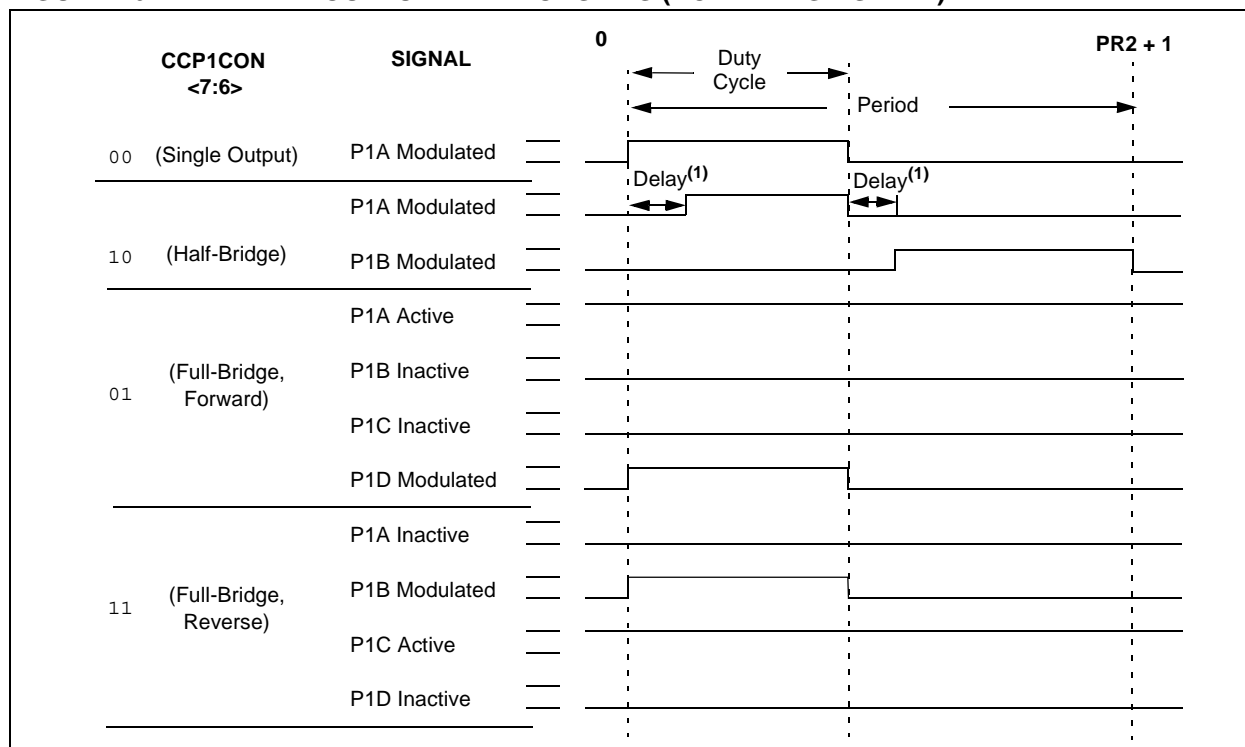 0
PR2 + 1
CCP1CON
<7:6>
SIGNAL
Duty
Cycle
Period
00 (Single Output) P1A Modulated
Delay(1) Delay(1)
P1A Modulated
10 (Half-Bridge)
P1B Modulated
P1A Active
P1B Inactive
01 (Full-Bridge,
Forward)
P1C Inactive
P1D Modulated
P1A Inactive
P1B Modulated
11 (Full-Bridge,
Reverse)
P1C Active
P1D Inactive